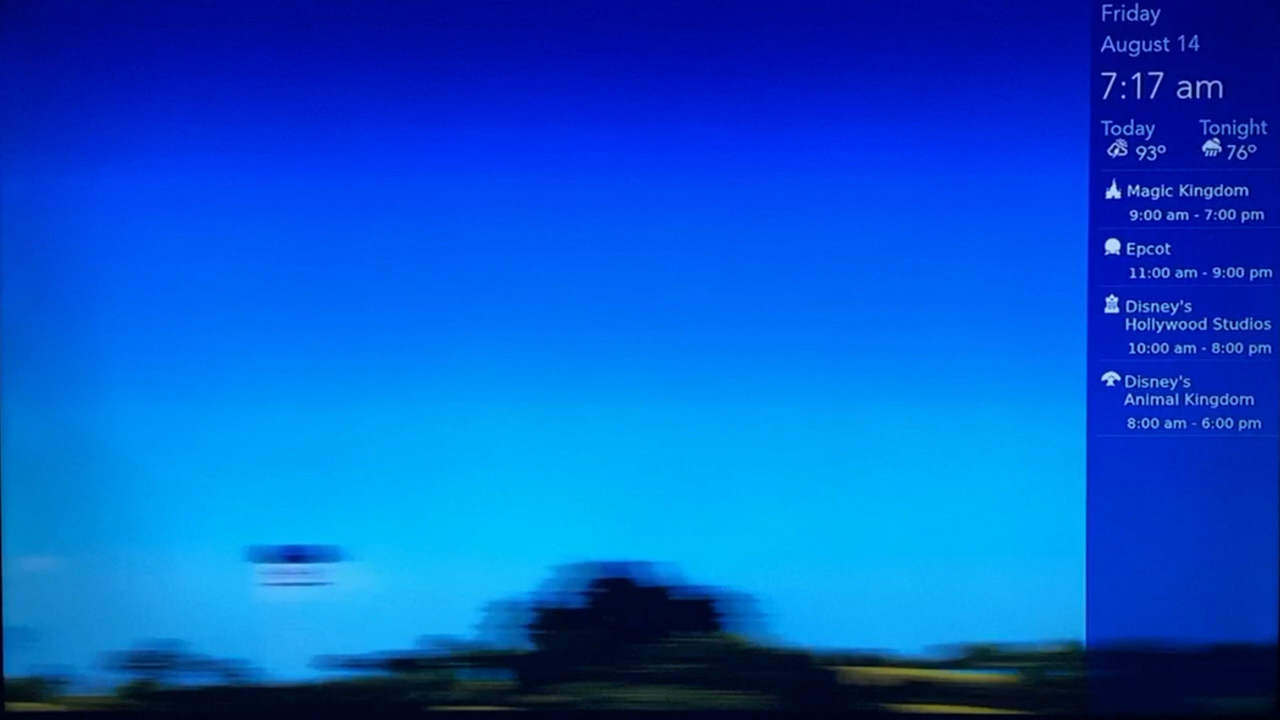 Friday
August 14
7:17 am
Today Tonight
93° 76°
Magic Kingdom
9:00 am - 7:00 pm
Epcot
11:00 am - 9:00 pm
Disney's
Hollywood Studios
10:00 am - 8:00 pm
Disney's
Animal Kingdom
8:00 am - 6:00 pm